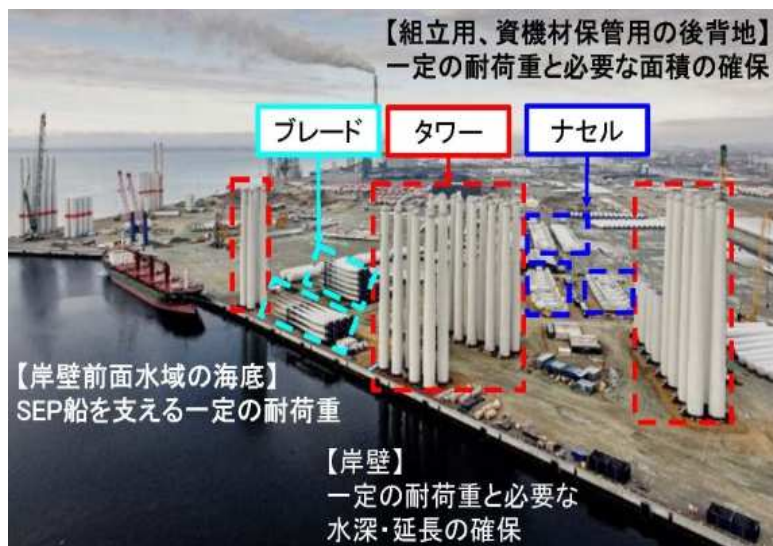 【組立用、資機材保管用の後背地】
一定の耐荷重と必要な面積の確保
ブレード
タワー
ナセル
【岸壁前面水域の海底】
SEP船を支える一定の耐荷重
【岸壁】
一定の耐荷重と必要な
水深・延長の確保